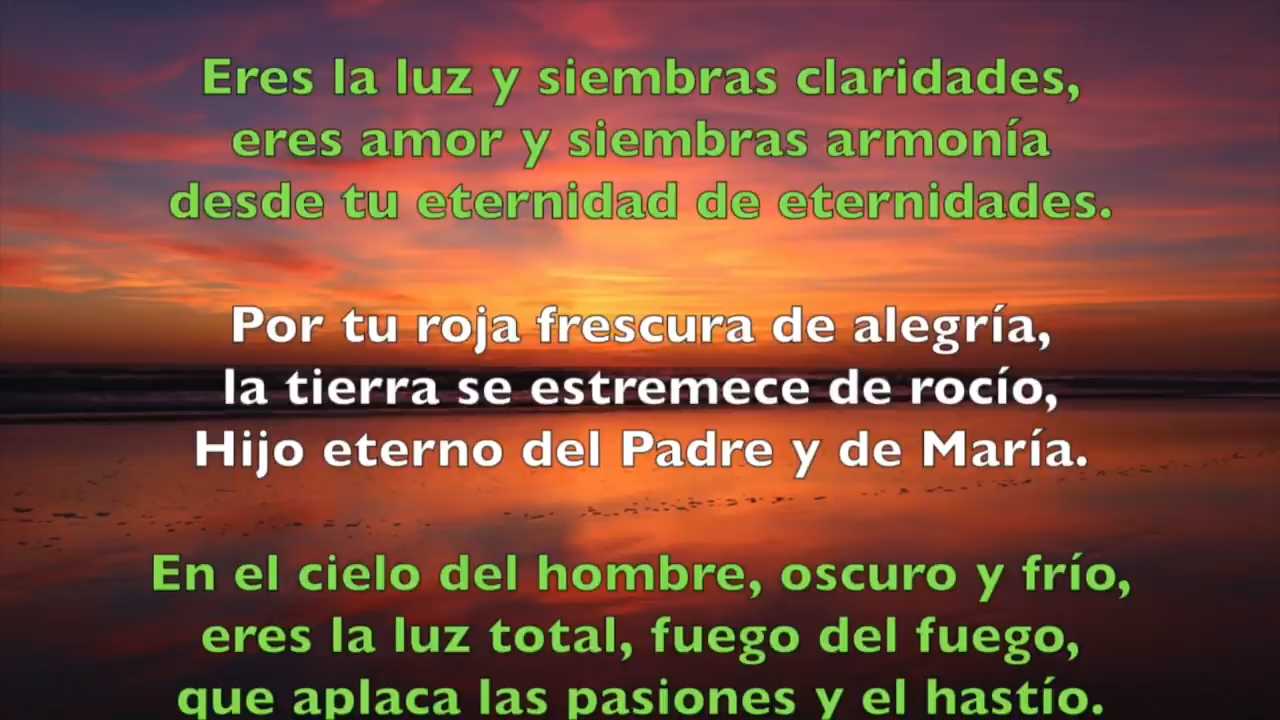 Eres la luz y siembras claridades,
eres amor y siembras armonía
desde tu eternidad de eternidades.
Por tu roja frescura de alegría,
la tierra se estremece de rocío,
Hijo eterno del Padre y de María.
En el cielo del hombre, oscuro y frío,
eres la luz total, fuego del fuego,
que aplaca las pasiones y el hastío.